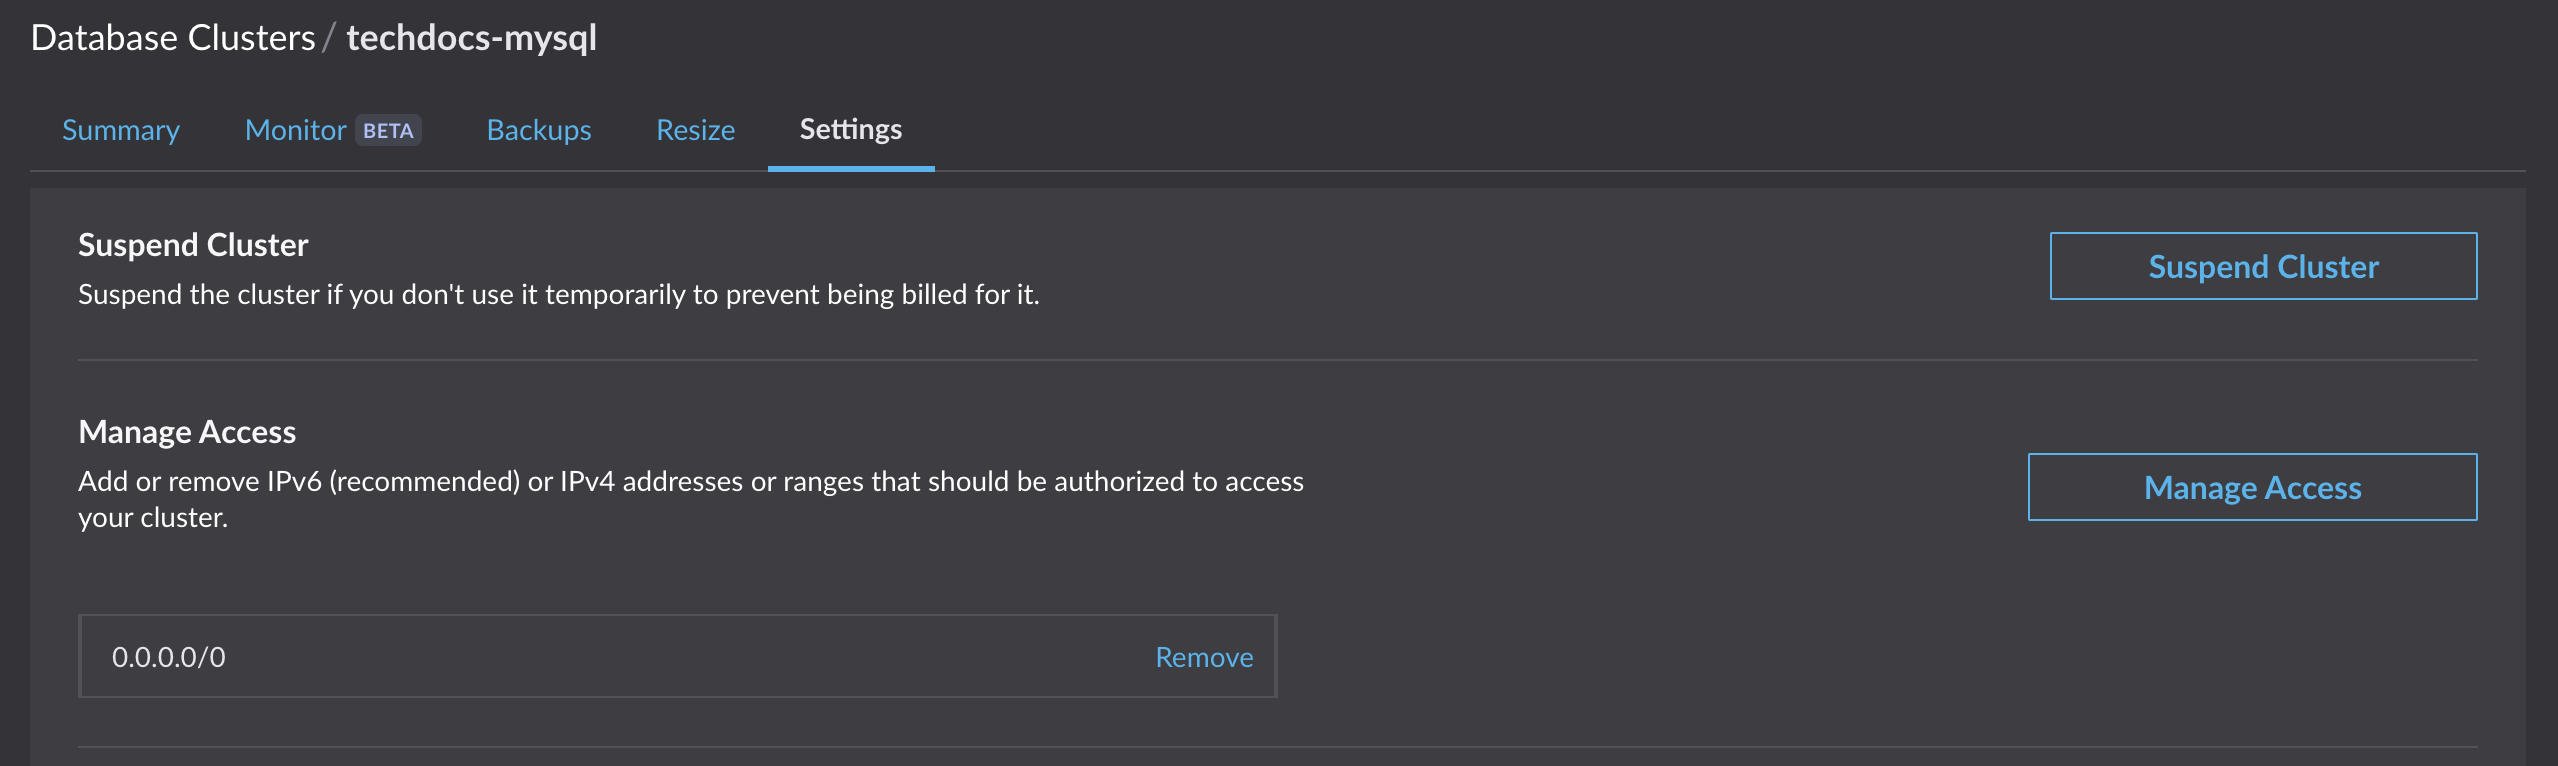 Database Clusters / techdocs-mysql
Summary Monitor BETA Backups Resize Settings
Suspend Cluster
Suspend Cluster
Suspend the cluster if you don't use it temporarily to prevent being billed for it.
Manage Access
Add or remove IPv6 (recommended) or IPv4 addresses or ranges that should be authorized to access
your cluster.
Manage Access
0.0.0.0/0 Remove